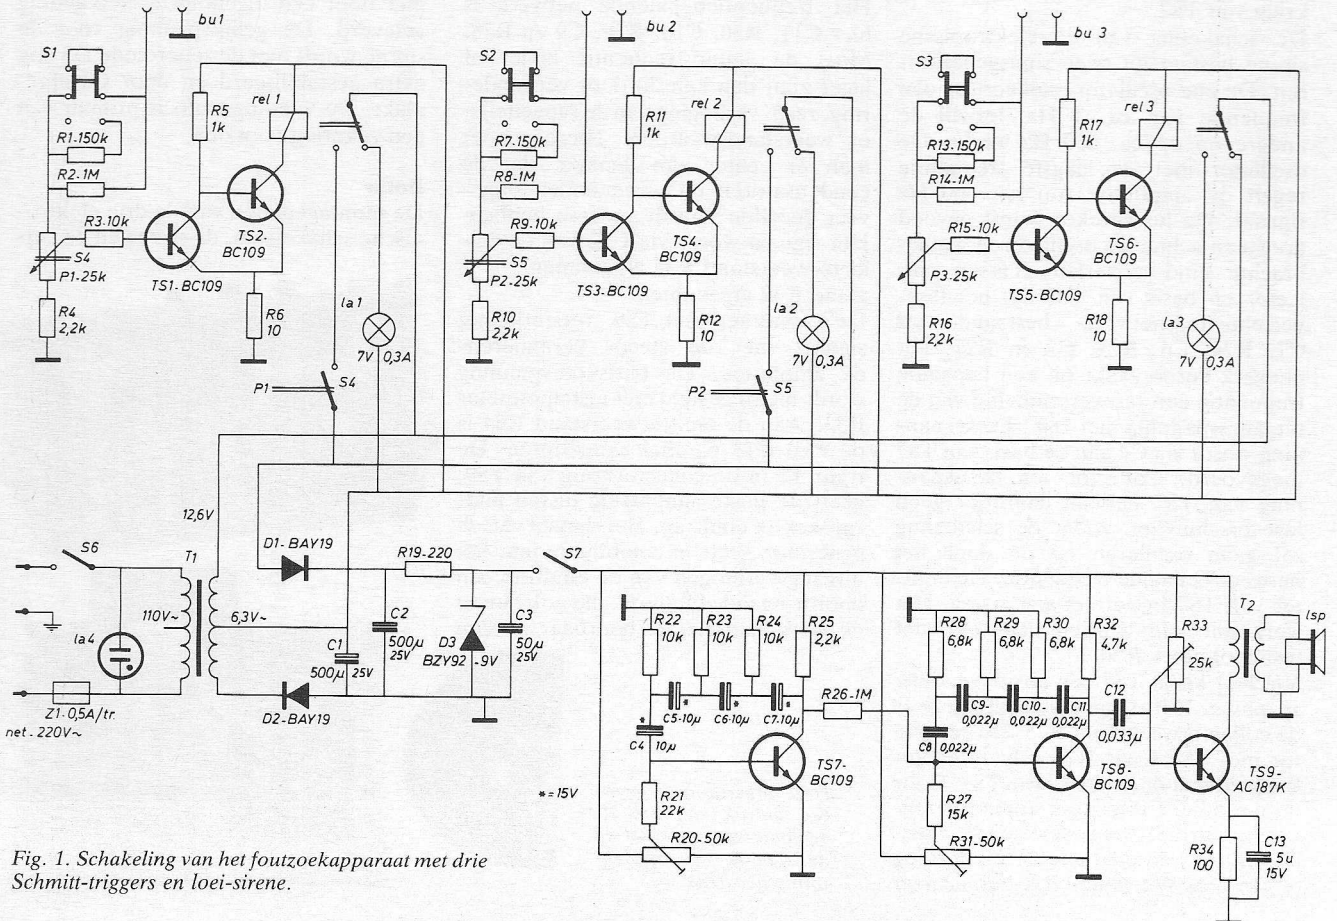 bu1
bu 2
bu 3
S1
R5
1k
rel 1
R1-150k
R2-1M
R3-10k
S4
P1-25k
TS2-
BC109
TS1-BC109
R4
2,2k
R6
10
la1
7V 0,3A
P1
S4
S2
R11
1k
rel 2
R7-150k
R8-1M
R9-10k
S5
P2-25k
TS4-
BC109
TS3-BC109
R10
2,2k
R12
10
la2
7V 0,3A
P2
S5
S3
R17
1k
rel 3
R13-150k
R14-1M
R15-10k
P3-25k
TS6-
BC109
TS5-BC109
R16
2,2k
R18
10
la3
7V 0,3A
12,6V
S6
T1
110V~
6,3V~
la4
Z1-0,5A/tr.
net-220V~
D1-BAY19
D2-BAY19
C1
500µ 25V
R19-220
C2
500µ
25V
D3
BZY92-9V
C3
50µ
25V
S7
R22
10k
R23
10k
R24
10k
R25
2,2k
R26-1M
* C5-10µ
* C6-10µ
* C7-10µ
* C4 10µ
TS7-
BC109
*=15V
R21
22k
R20-50k
R28
6,8k
R29
6,8k
R30
6,8k
R32
4,7k
C9-
0,022µ
C10-
0,022µ
C11
0,022µ
C12
0,033µ
C8 0,022µ
TS8-
BC109
R27
15k
R31-50k
R33
25k
T2
lsp
TS9-
AC187K
R34
100
C13
5u
15V
Fig. 1. Schakeling van het foutzoekapparaat met drie
Schmitt-triggers en loei-sirene.